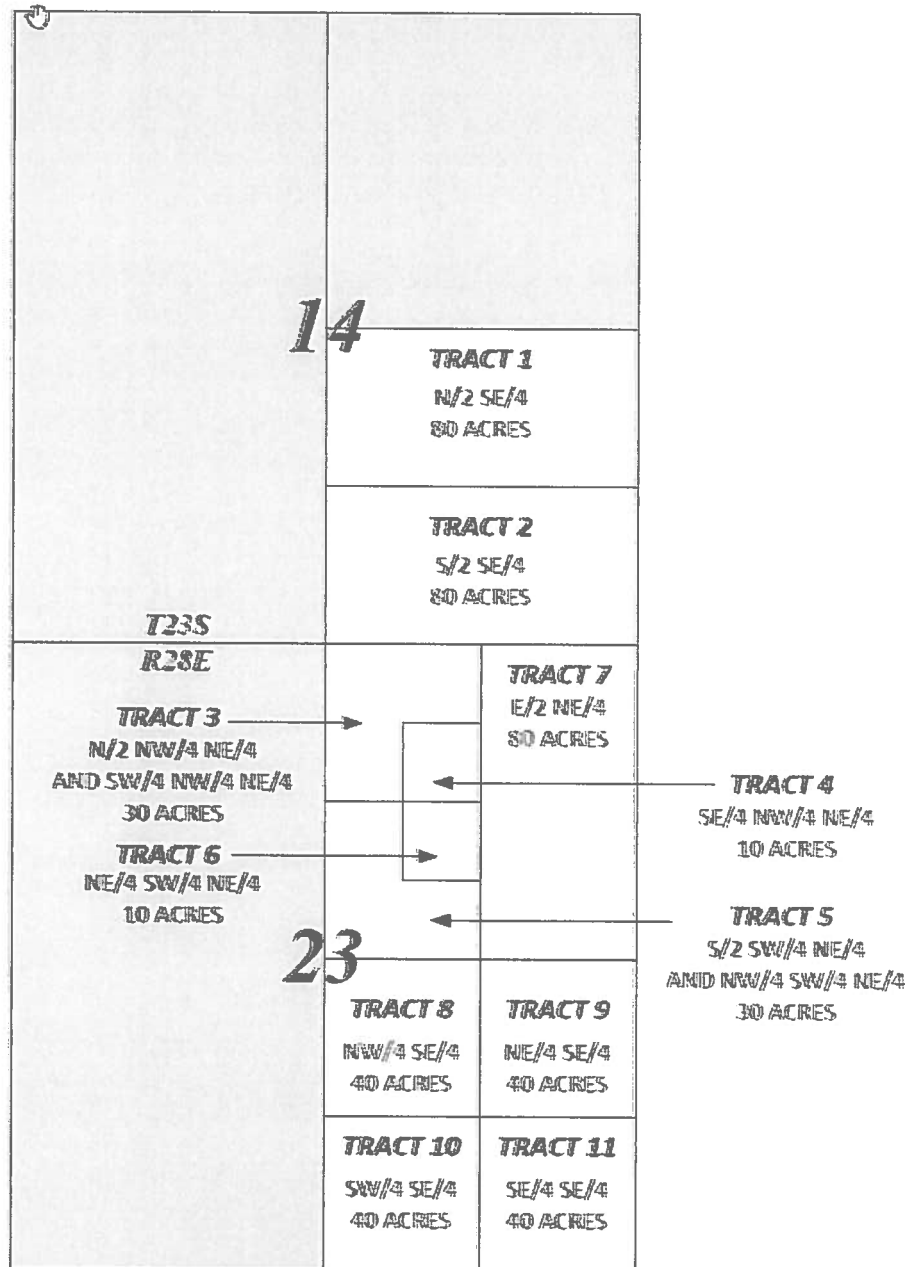 14
TRACT 1
N/2 SE/4
80 ACRES
TRACT 2
S/2 SE/4
80 ACRES
T23S
R28E
TRACT 3
N/2 NW/4 NE/4
AND SW/4 NW/4 NE/4
30 ACRES
TRACT 7
E/2 NE/4
80 ACRES
TRACT 4
SE/4 NW/4 NE/4
10 ACRES
TRACT 6
NE/4 SW/4 NE/4
10 ACRES
TRACT 5
S/2 SW/4 NE/4
AND NW/4 SW/4 NE/4
30 ACRES
23
TRACT 8
NW/4 SE/4
40 ACRES
TRACT 9
NE/4 SE/4
40 ACRES
TRACT 10
SW/4 SE/4
40 ACRES
TRACT 11
SE/4 SE/4
40 ACRES